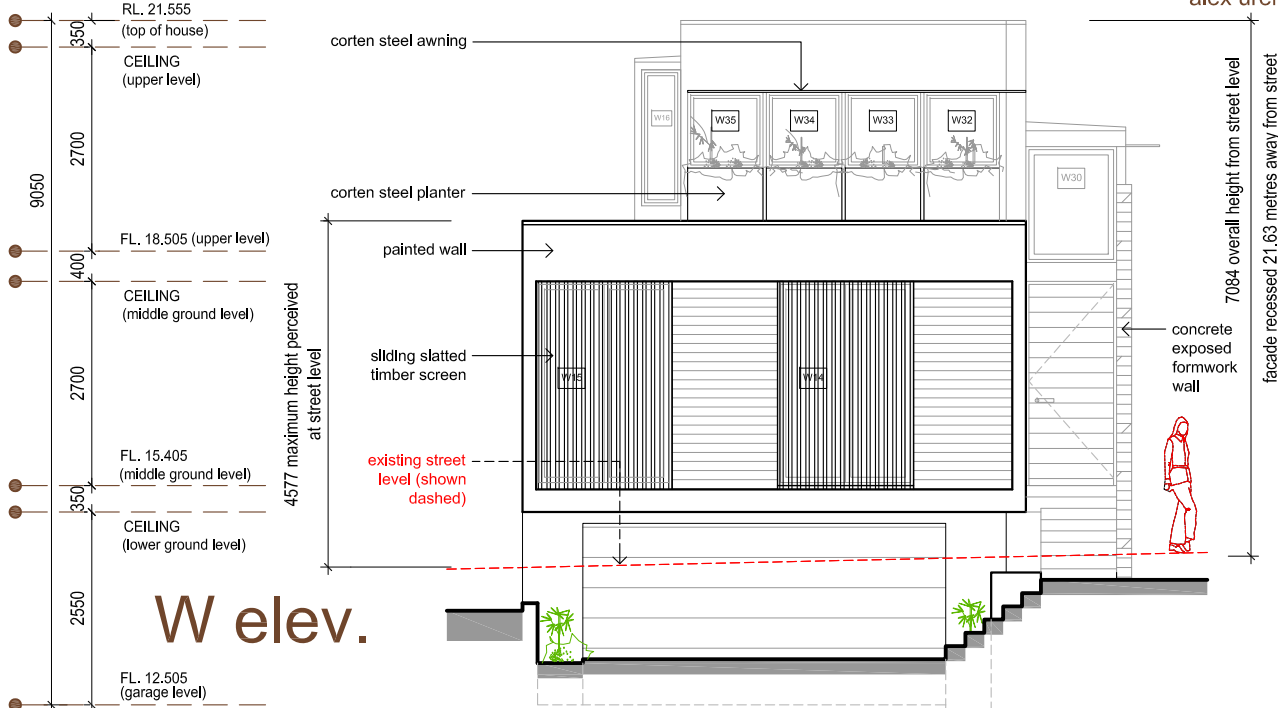 RL. 21.555
(top of house)
350
CEILING
(upper level)
2700
9050
FL. 18.505 (upper level)
400
CEILING
(middle ground level)
2700
FL. 15.405
(middle ground level)
350
CEILING
(lower ground level)
2550
FL. 12.505
(garage level)
W elev.
4577 maximum height perceived
at street level
corten steel awning
corten steel planter
painted wall
sliding slatted
timber screen
existing street
level (shown
dashed)
W16
W35
W34
W33
W32
W30
W15
W14
concrete
exposed
formwork
wall
7084 overall height from street level
facade recessed 21.63 metres away from street
alex